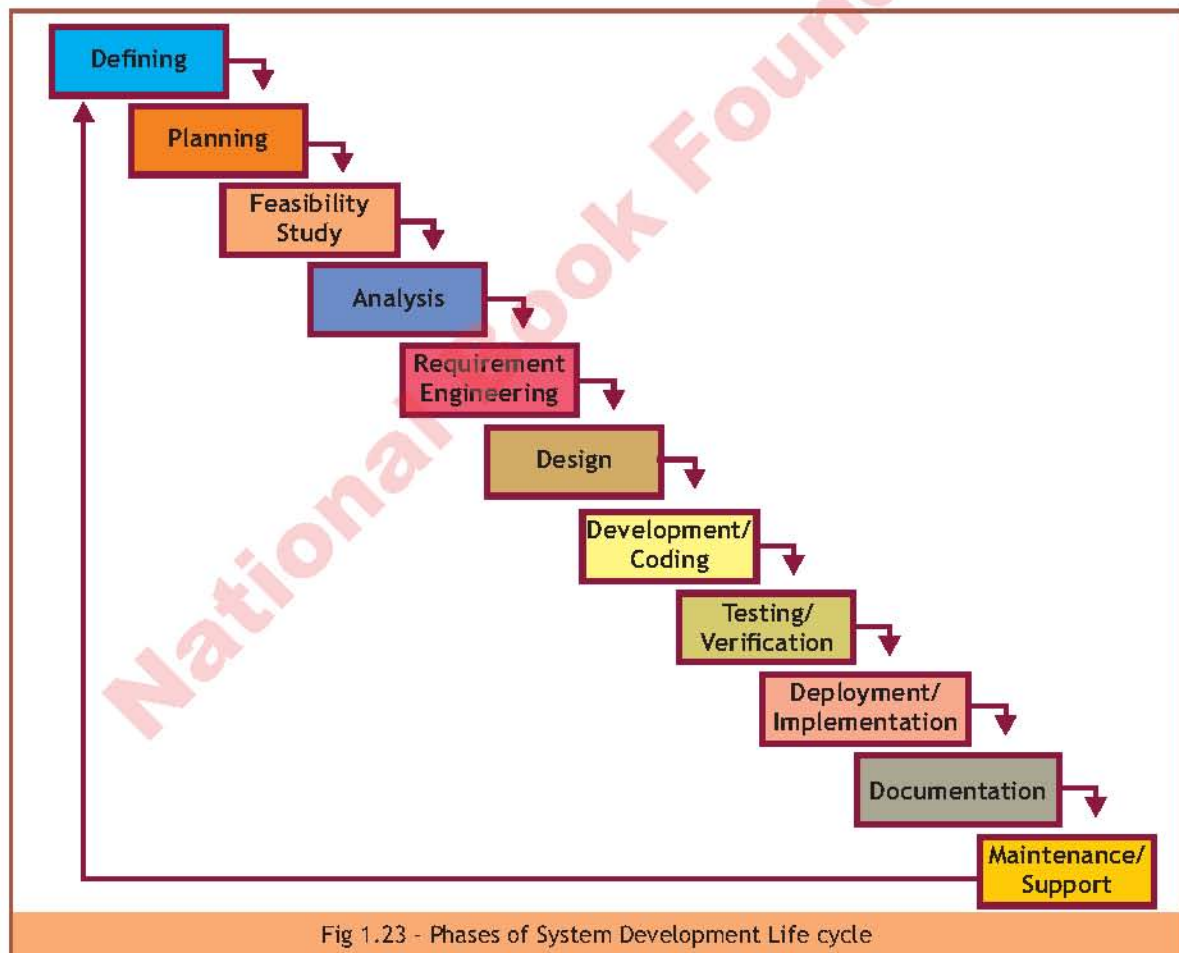 Defining
Planning
Feasibility
Study
Analysis
Requirement
Engineering
Design
Development/
Coding
Testing/
Verification
Deployment/
Implementation
Documentation
Maintenance/
Support
Fig 1.23 - Phases of System Development Life cycle
National Book Foun